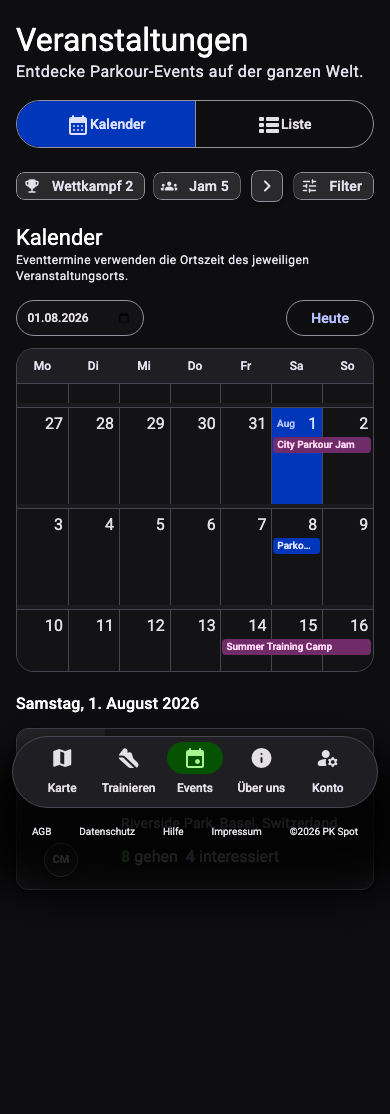 Veranstaltungen
Entdecke Parkour-Events auf der ganzen Welt.
Kalender
Liste
Wettkampf 2
Jam 5
Filter
Kalender
Eventtermine verwenden die Ortszeit des jeweiligen
Veranstaltungsorts.
01.08.2026
Heute
Mo Di Mi Do Fr Sa So
27 28 29 30 31 Aug 1 2
City Parkour Jam
3 4 5 6 7 8 9
Parko...
10 11 12 13 14 15 16
Summer Training Camp
Samstag, 1. August 2026
Karte Trainieren Events Über uns Konto
Riverside Park, Basel, Switzerland
AGB Datenschutz Hilfe Impressum ©2026 PK Spot
CM
8 gehen 4 interessiert